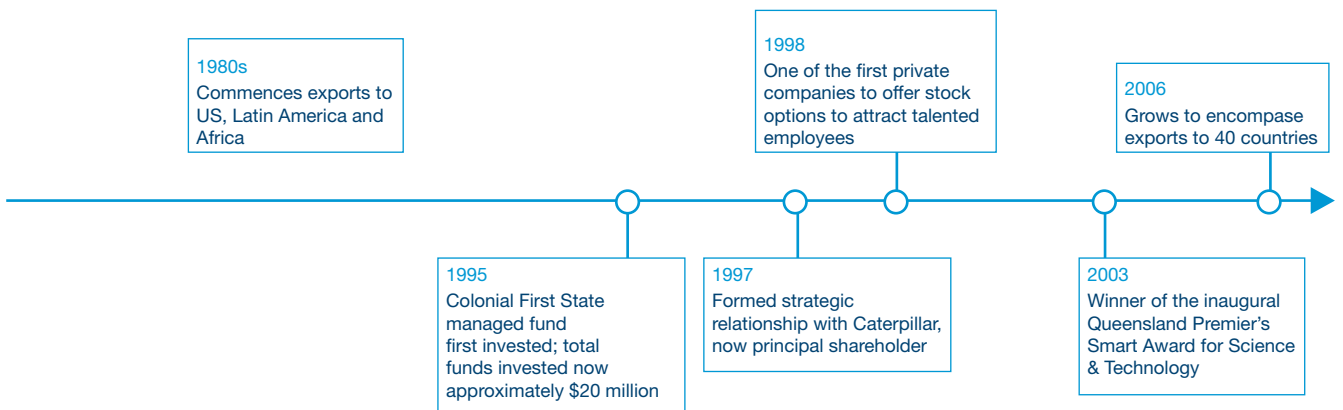 1980s
Commences exports to
US, Latin America and
Africa
1995
Colonial First State
managed fund
first invested; total
funds invested now
approximately $20 million
1997
Formed strategic
relationship with Caterpillar,
now principal shareholder
1998
One of the first private
companies to offer stock
options to attract talented
employees
2003
Winner of the inaugural
Queensland Premier’s
Smart Award for Science
& Technology
2006
Grows to encompase
exports to 40 countries